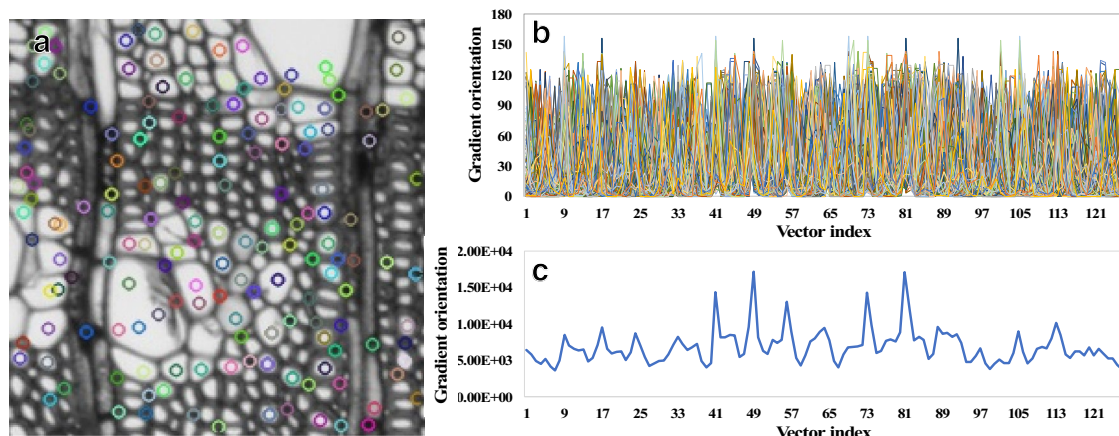 a
b
180
150
120
90
60
30
0
Gradient orientation
1 9 17 25 33 41 49 57 65 73 81 89 97 105 113 121
Vector index
c
2.00E+04
1.50E+04
1.00E+04
5.00E+03
0.00E+00
Gradient orientation
1 9 17 25 33 41 49 57 65 73 81 89 97 105 113 121
Vector index